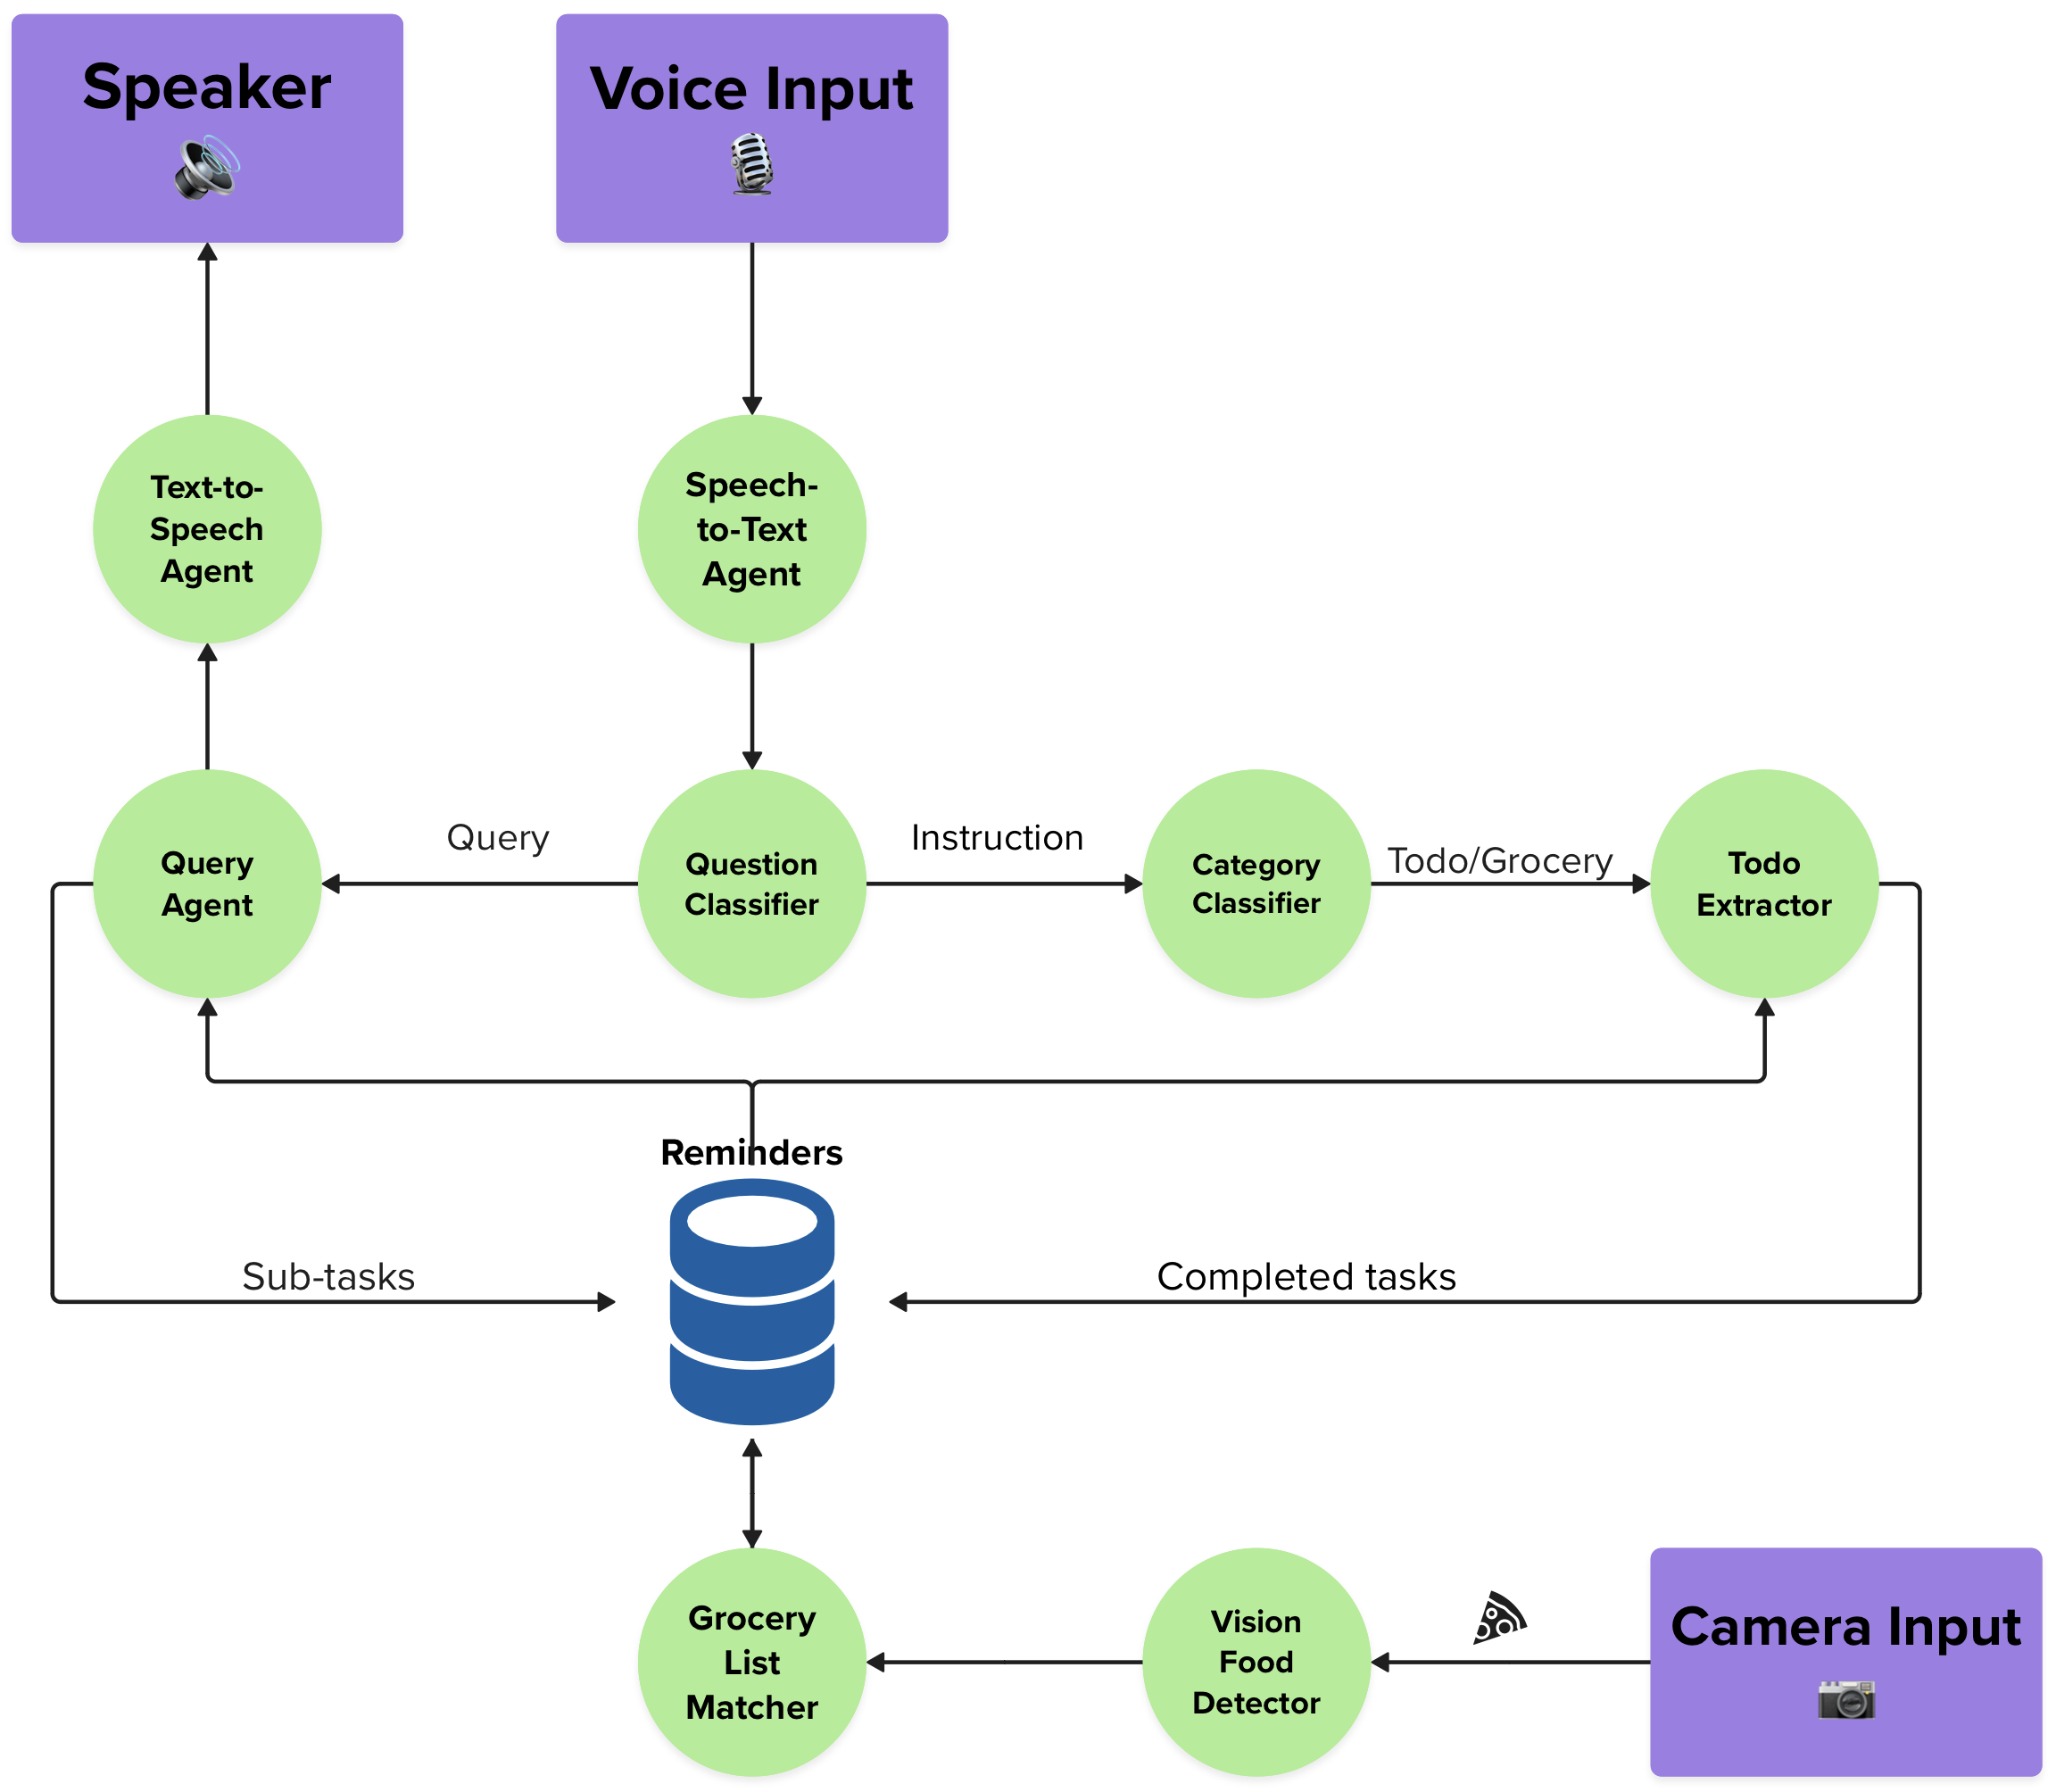 Speaker
Voice Input
Text-to-
Speech
Agent
Speech-
to-Text
Agent
Query
Agent
Query
Question
Classifier
Instruction
Category
Classifier
Todo/Grocery
Todo
Extractor
Reminders
Sub-tasks
Completed tasks
Grocery
List
Matcher
Vision
Food
Detector
Camera Input